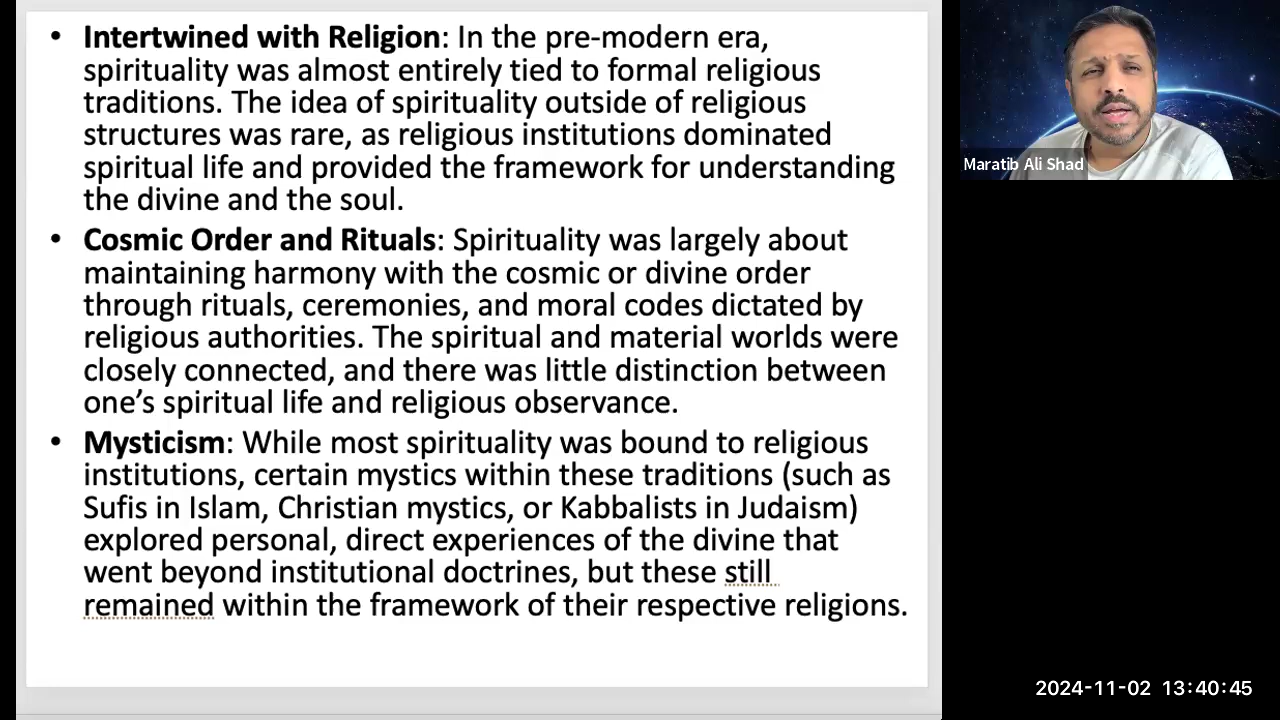 • Intertwined with Religion: In the pre-modern era,
spirituality was almost entirely tied to formal religious
traditions. The idea of spirituality outside of religious
structures was rare, as religious institutions dominated
spiritual life and provided the framework for understanding
the divine and the soul.
• Cosmic Order and Rituals: Spirituality was largely about
maintaining harmony with the cosmic or divine order
through rituals, ceremonies, and moral codes dictated by
religious authorities. The spiritual and material worlds were
closely connected, and there was little distinction between
one’s spiritual life and religious observance.
• Mysticism: While most spirituality was bound to religious
institutions, certain mystics within these traditions (such as
Sufis in Islam, Christian mystics, or Kabbalists in Judaism)
explored personal, direct experiences of the divine that
went beyond institutional doctrines, but these still
remained within the framework of their respective religions.
Maratib Ali Shad
2024-11-02 13:40:45